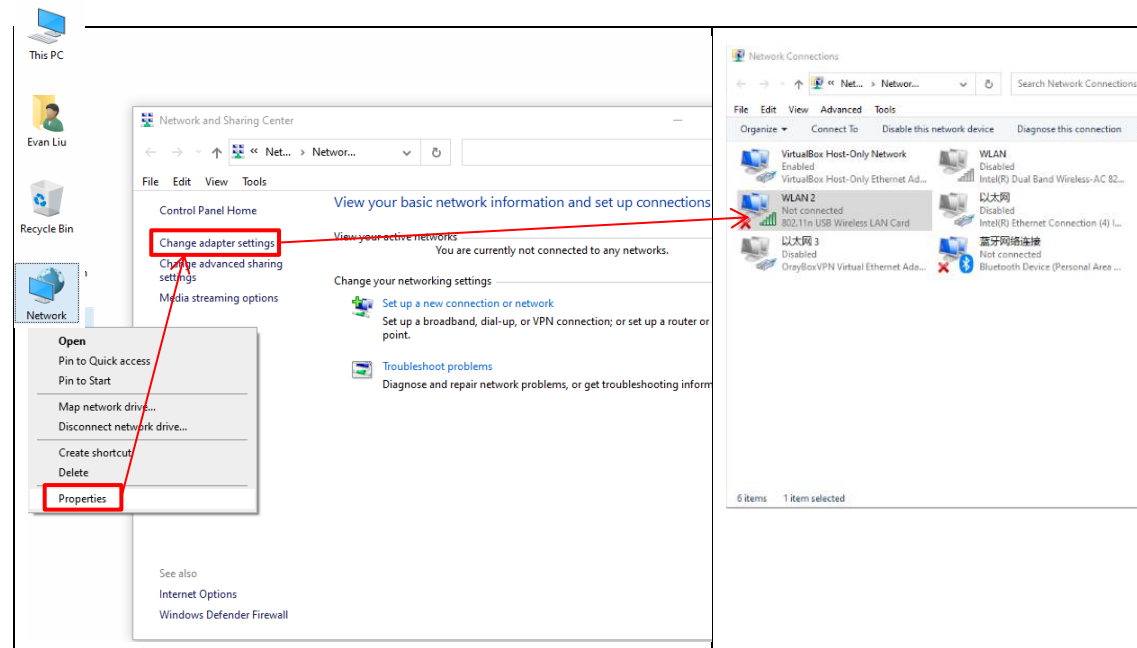 This PC
Evan Liu
Recycle Bin
Network
Open
Pin to Quick access
Pin to Start
Map network drive...
Disconnect network drive...
Create shortcut
Delete
Properties
Network and Sharing Center
« Net... › Networ...
File Edit View Tools
Control Panel Home
Change adapter settings
Change advanced sharing
settings
Media streaming options
View your basic network information and set up connections
View your active networks
You are currently not connected to any networks.
Change your networking settings
Set up a new connection or network
Set up a broadband, dial-up, or VPN connection; or set up a router or
point.
Troubleshoot problems
Diagnose and repair network problems, or get troubleshooting inform
See also
Internet Options
Windows Defender Firewall
Network Connections
« Net... › Networ...
Search Network Connections
File Edit View Advanced Tools
Organize Connect To Disable this network device Diagnose this connection
VirtualBox Host-Only Network
Enabled
VirtualBox Host-Only Ethernet Ad...
WLAN
Disabled
Intel(R) Dual Band Wireless-AC 82...
WLAN 2
Not connected
802.11n USB Wireless LAN Card
以太网
Disabled
Intel(R) Ethernet Connection (4) I...
以太网 3
Disabled
OrayBoxVPN Virtual Ethernet Ada...
蓝牙网络连接
Not connected
Bluetooth Device (Personal Area ...
6 items 1 item selected